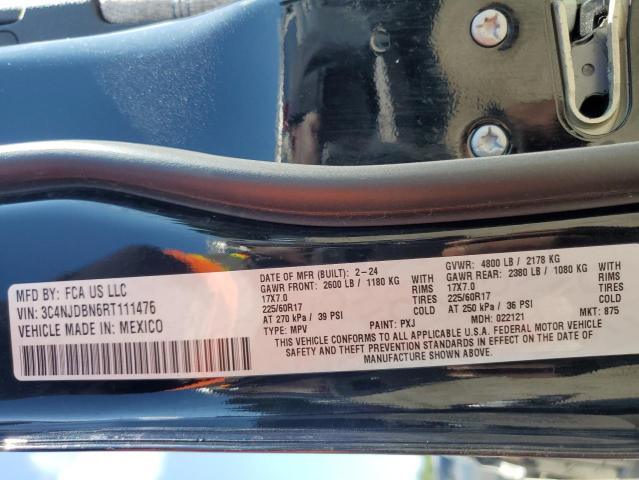 MFD BY: FCA US LLC
VIN: 3C4NJDBN6RT111476
VEHICLE MADE IN: MEXICO
DATE OF MFR (BUILT): 2-24
GAWR FRONT: 2600 LB / 1180 KG WITH
17X7.0 RIMS
225/60R17 TIRES
AT 270 kPa / 39 PSI COLD
TYPE: MPV PAINT: PXJ
GVWR: 4800 LB / 2178 KG
GAWR REAR: 2380 LB / 1080 KG WITH
17X7.0 RIMS
225/60R17 TIRES
AT 250 kPa / 36 PSI COLD
MDH: 022121 MKT: 875
VEHICLE CONFORMS TO ALL APPLICABLE U.S.A. FEDERAL MOTOR VEHICLE
SAFETY AND THEFT PREVENTION STANDARDS IN EFFECT ON THE DATE OF
MANUFACTURE SHOWN ABOVE.